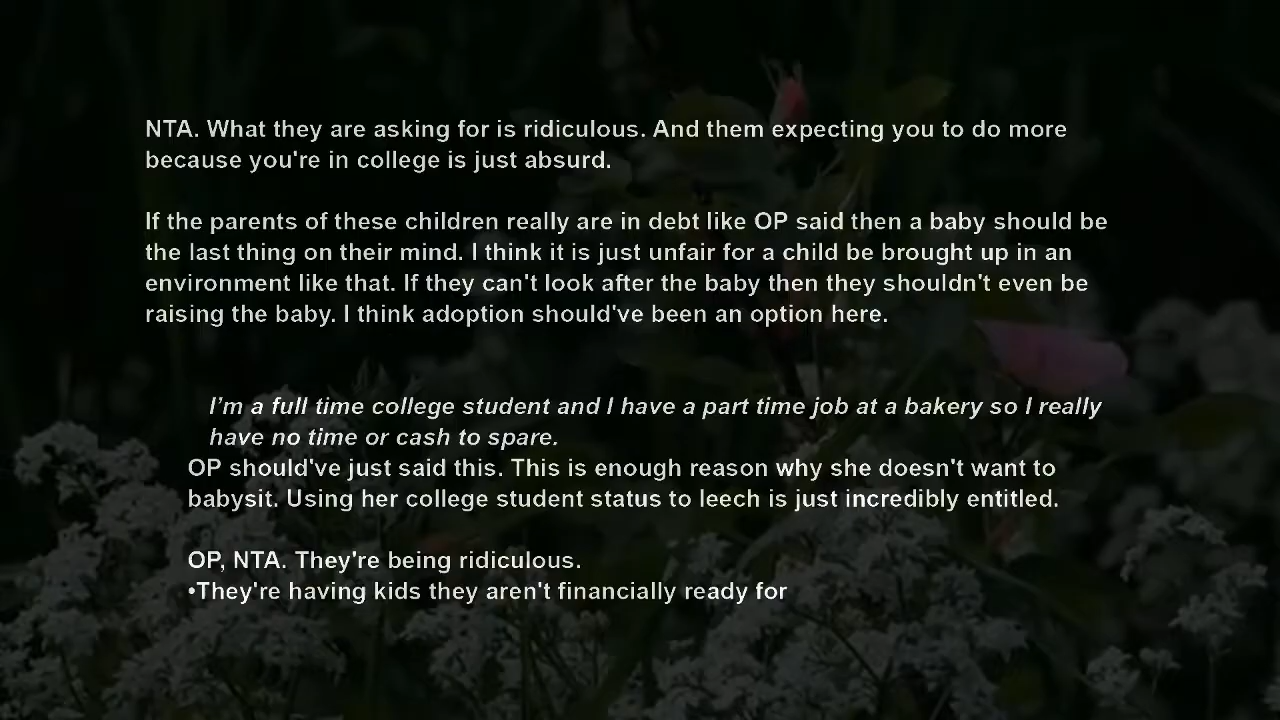 NTA. What they are asking for is ridiculous. And them expecting you to do more
because you're in college is just absurd.
If the parents of these children really are in debt like OP said then a baby should be
the last thing on their mind. I think it is just unfair for a child be brought up in an
environment like that. If they can't look after the baby then they shouldn't even be
raising the baby. I think adoption should've been an option here.
I’m a full time college student and I have a part time job at a bakery so I really
have no time or cash to spare.
OP should've just said this. This is enough reason why she doesn't want to
babysit. Using her college student status to leech is just incredibly entitled.
OP, NTA. They're being ridiculous.
•They're having kids they aren't financially ready for